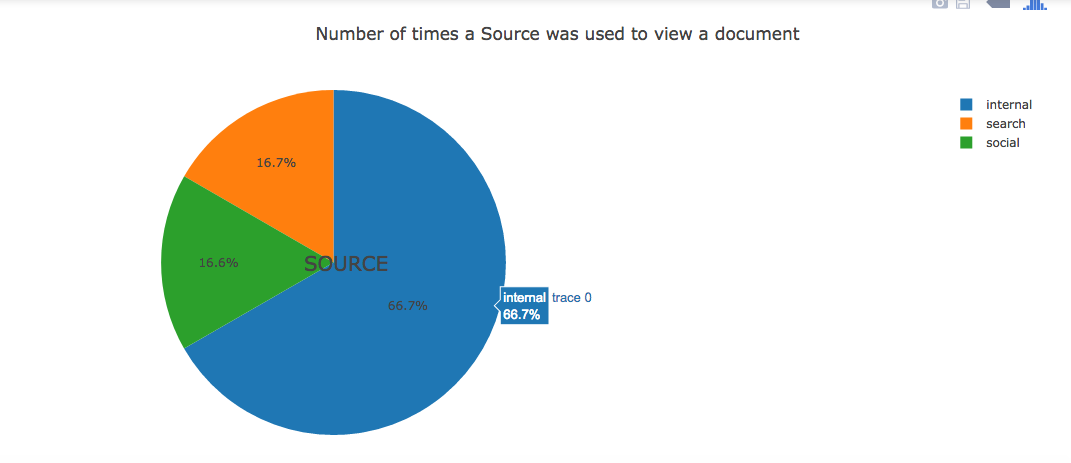 Number of times a Source was used to view a document
internal
search
social
16.7%
16.6%
SOURCE
66.7%
internal trace 0
66.7%